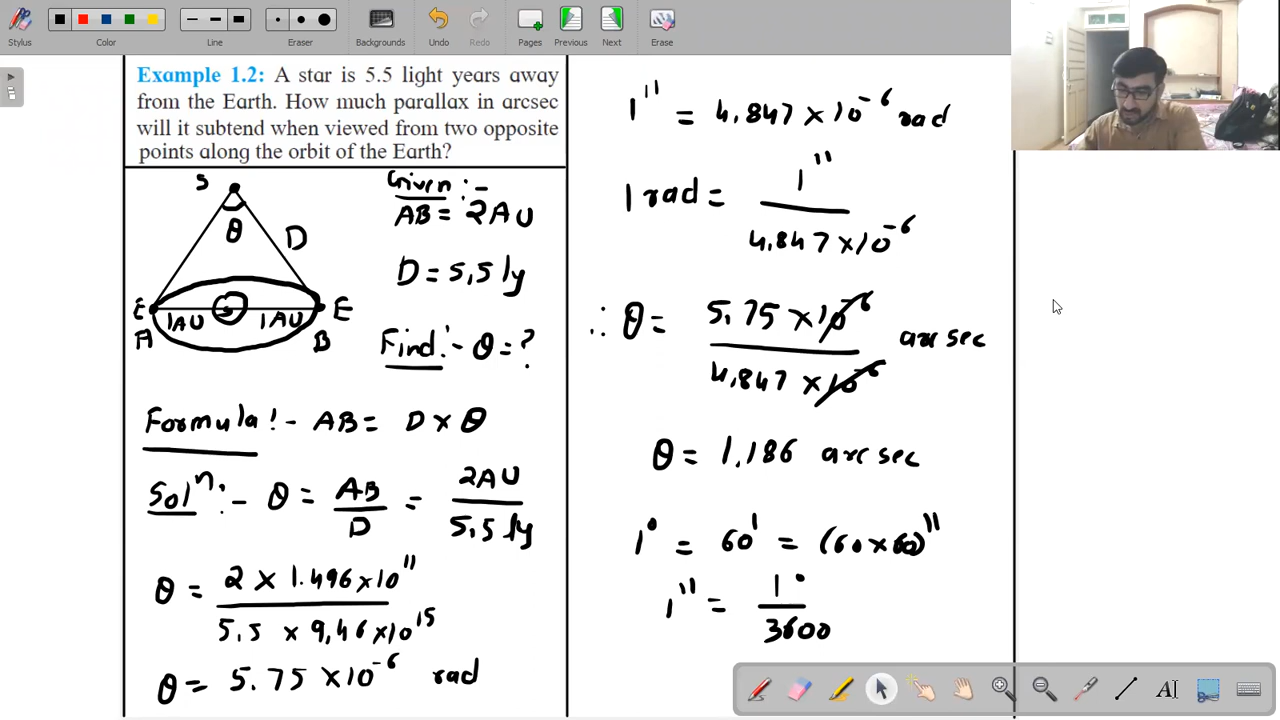 Stylus
Color
Line
Eraser
Backgrounds
Undo
Redo
Pages
Previous
Next
Erase
Example 1.2: A star is 5.5 light years away
from the Earth. How much parallax in arcsec
will it subtend when viewed from two opposite
points along the orbit of the Earth?
S
θ
D
E
S
E
1AU
1AU
A
B
Given :-
AB = 2AU
D = 5.5 ly
Find :- θ = ?
Formula :- AB = D × θ
Solⁿ :- θ = AB/D = 2AU/5.5 ly
θ = 2 × 1.496 × 10¹¹ / 5.5 × 9.46 × 10¹⁵
θ = 5.75 × 10⁻⁶ rad
1" = 4.847 × 10⁻⁶ rad
1 rad = 1" / 4.847 × 10⁻⁶
∴ θ = 5.75 × 10⁻⁶ / 4.847 × 10⁻⁶ arc sec
θ = 1.186 arc sec
1° = 60' = (60×60)"
1" = 1° / 3600